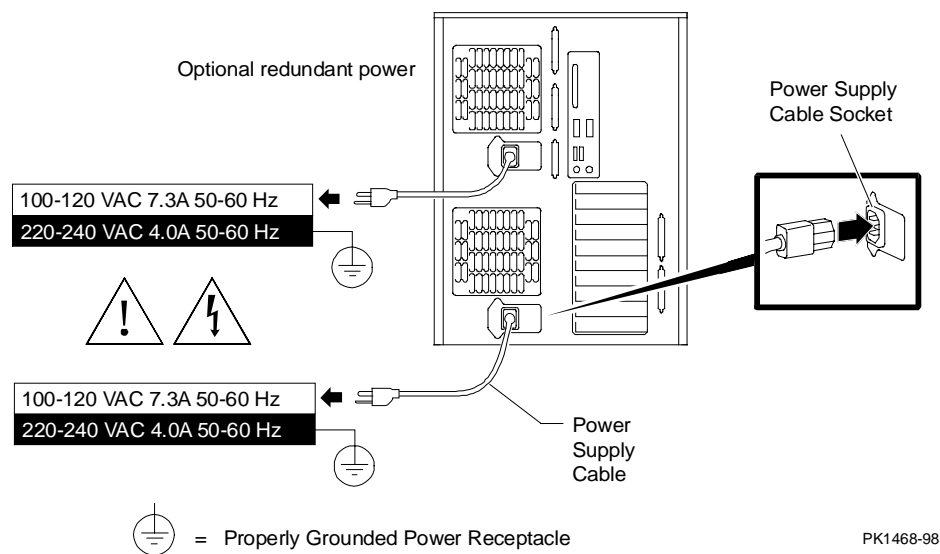 Optional redundant power
Power Supply
Cable Socket
100-120 VAC 7.3A 50-60 Hz
220-240 VAC 4.0A 50-60 Hz
!
100-120 VAC 7.3A 50-60 Hz
220-240 VAC 4.0A 50-60 Hz
Power
Supply
Cable
= Properly Grounded Power Receptacle
PK1468-98